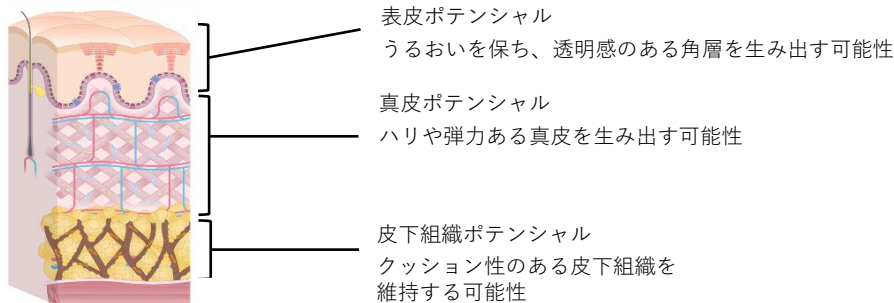 表皮ポテンシャル
うるおいを保ち、透明感のある角層を生み出す可能性
真皮ポテンシャル
ハリや弾力ある真皮を生み出す可能性
皮下組織ポテンシャル
クッション性のある皮下組織を
維持する可能性